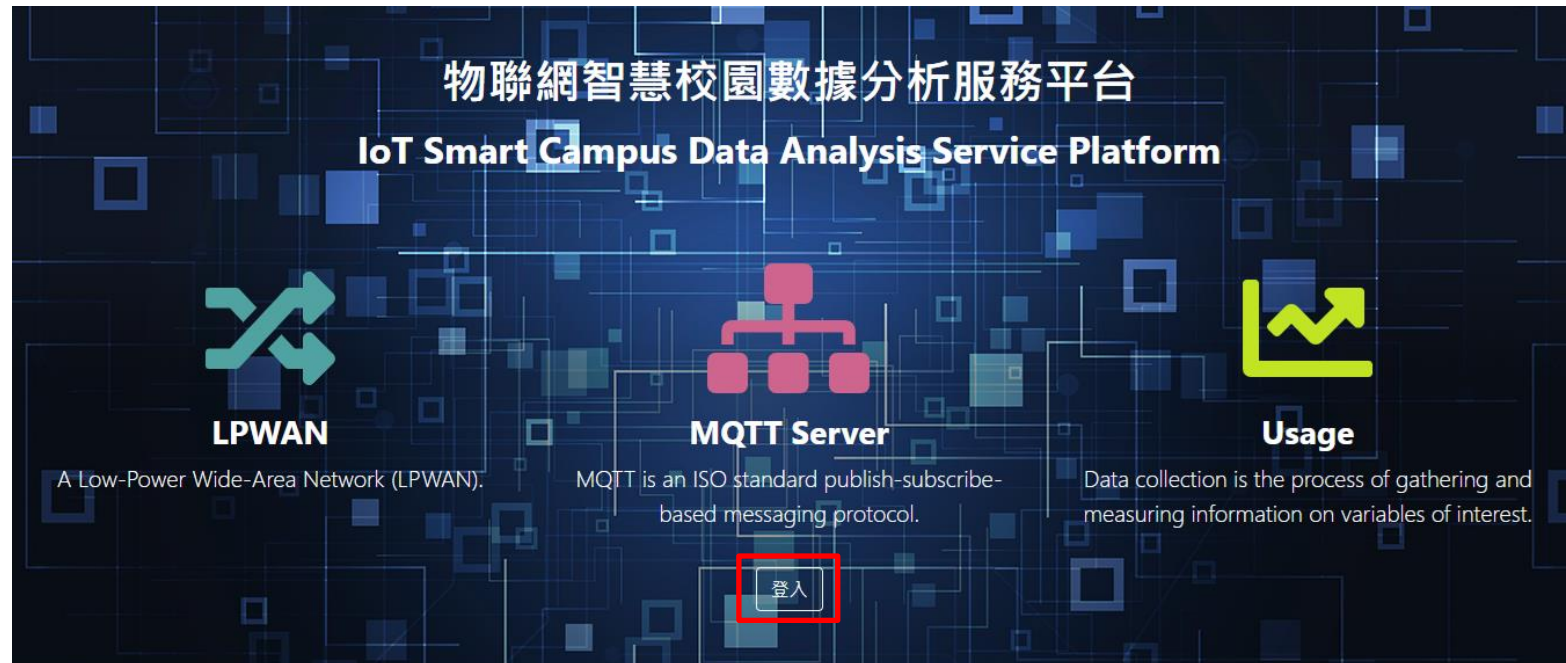 物聯網智慧校園數據分析服務平台
IoT Smart Campus Data Analysis Service Platform
LPWAN
A Low-Power Wide-Area Network (LPWAN).
MQTT Server
MQTT is an ISO standard publish-subscribe-
based messaging protocol.
Usage
Data collection is the process of gathering and
measuring information on variables of interest.
登入